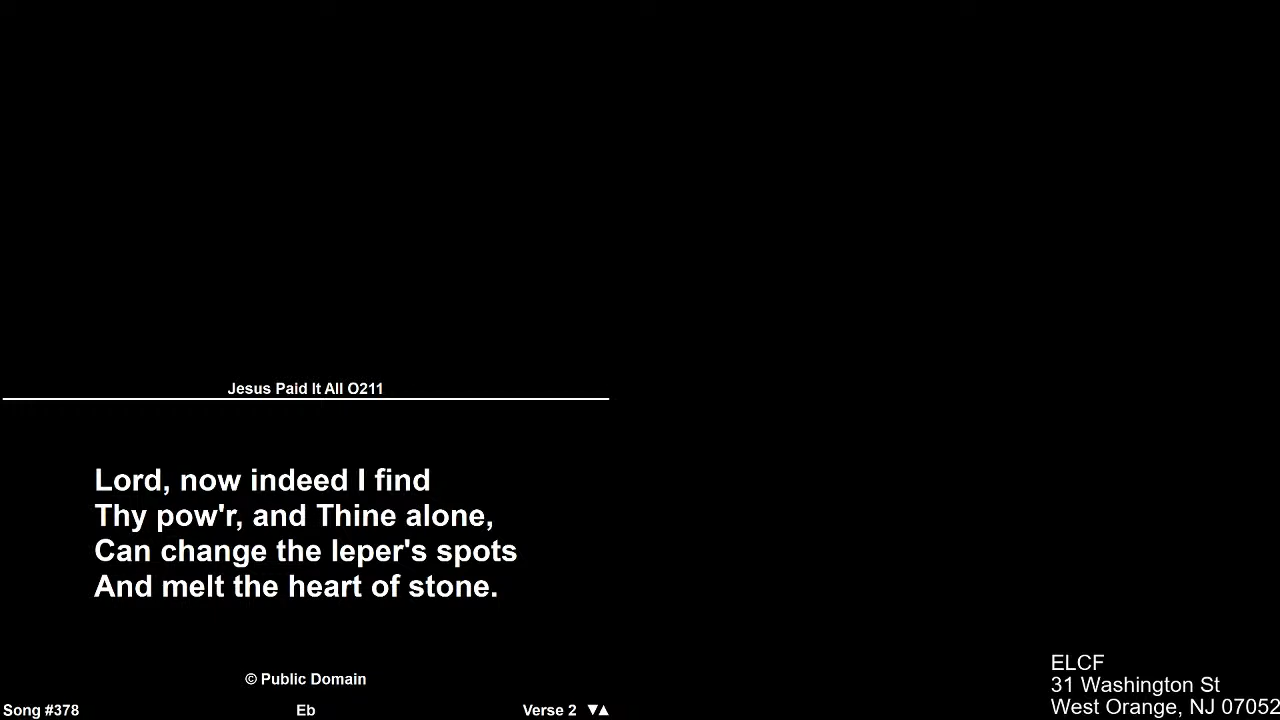 Jesus Paid It All O211
Lord, now indeed I find
Thy pow'r, and Thine alone,
Can change the leper's spots
And melt the heart of stone.
© Public Domain
Song #378 Eb Verse 2 ▼▲
ELCF
31 Washington St
West Orange, NJ 07052